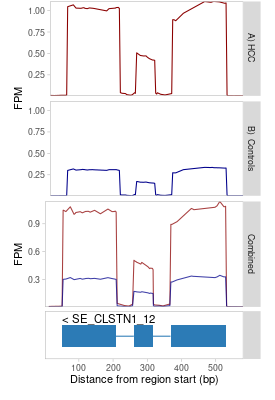 1.00
0.75
0.50
0.25
FPM
A) HCC
1.00
0.75
0.50
0.25
B) Controls
0.9
0.6
0.3
FPM
Combined
< SE_CLSTN1_12
100 200 300 400 500
Distance from region start (bp)